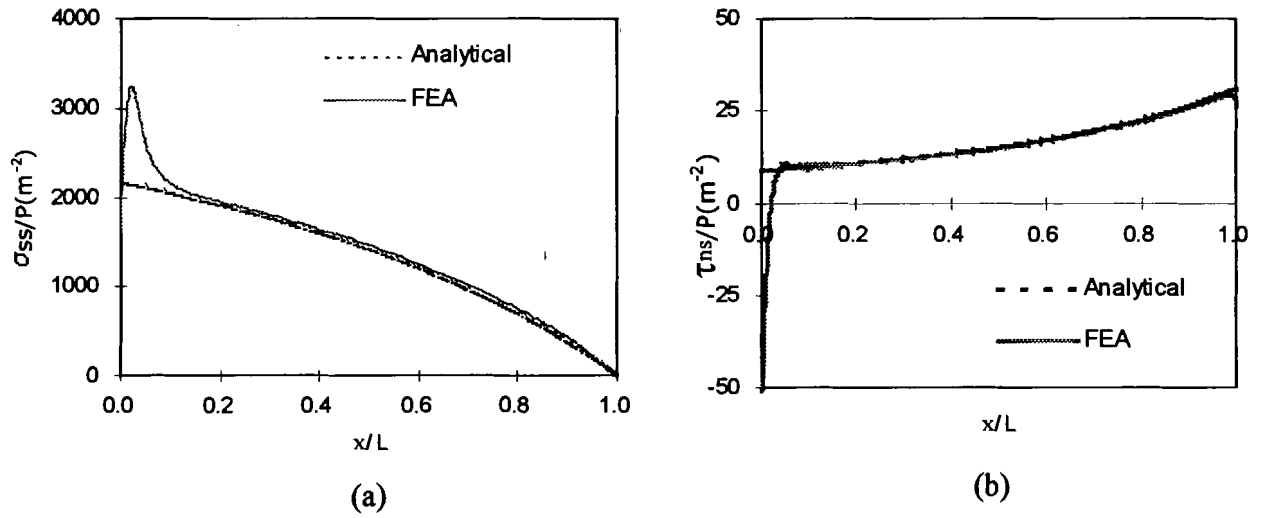 4000
3000
2000
1000
0
σss/P(m⁻²)
Analytical
FEA
0.0 0.2 0.4 0.6 0.8 1.0
x/L
(a)
50
25
0
-25
-50
τns/P(m⁻²)
0.0 0.2 0.4 0.6 0.8 1.0
Analytical
FEA
x/L
(b)